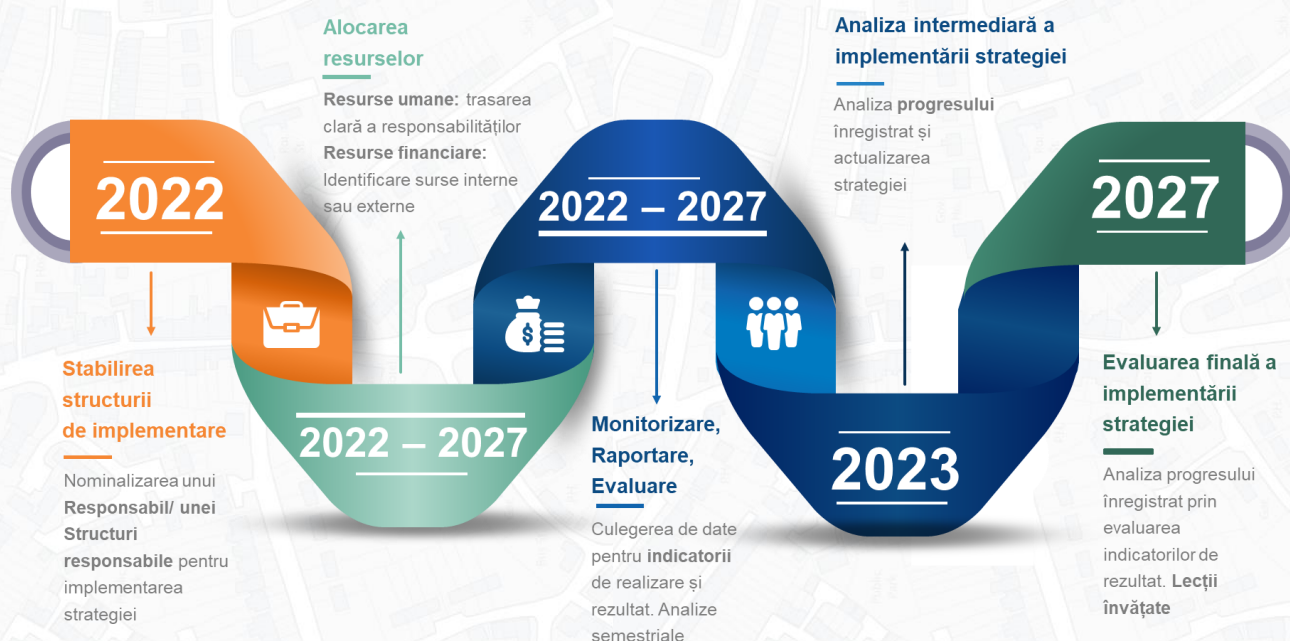 2022
Stabilirea
structurii
de implementare
Nominalizarea unui
Responsabil/ unei
Structuri
responsabile pentru
implementarea
strategiei
Alocarea
resurselor
Resurse umane: trasarea
clară a responsabilităților
Resurse financiare:
Identificare surse interne
sau externe
2022 – 2027
2022 – 2027
Monitorizare,
Raportare,
Evaluare
Culegerea de date
pentru indicatorii
de realizare și
rezultat. Analize
semestriale
Analiza intermediară a
implementării strategiei
Analiza progresului
înregistrat și
actualizarea
strategiei
2023
2027
Evaluarea finală a
implementării
strategiei
Analiza progresului
înregistrat prin
evaluarea
indicatorilor de
rezultat. Lecții
învățate